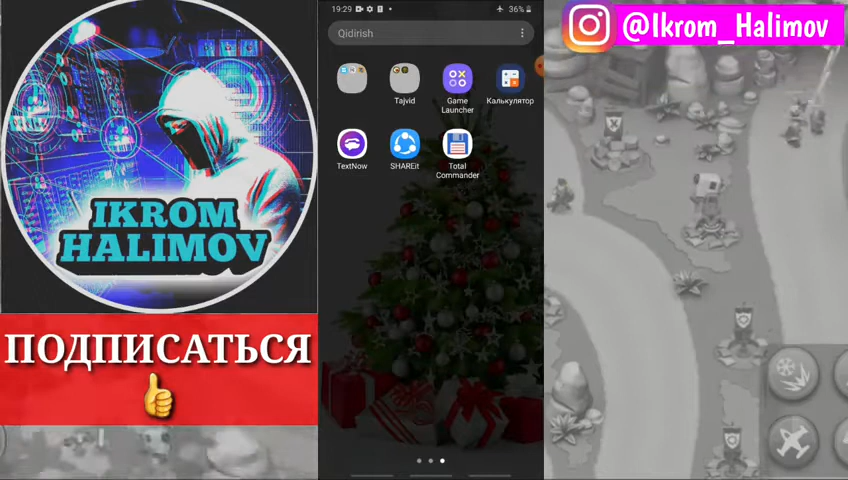 IKROM
HALIMOV
ПОДПИСАТЬСЯ
19:29
36%
Qidirish
Tajvid
Game
Launcher
Калькулятор
TextNow
SHAREit
Total
Commander
@Ikrom_Halimov